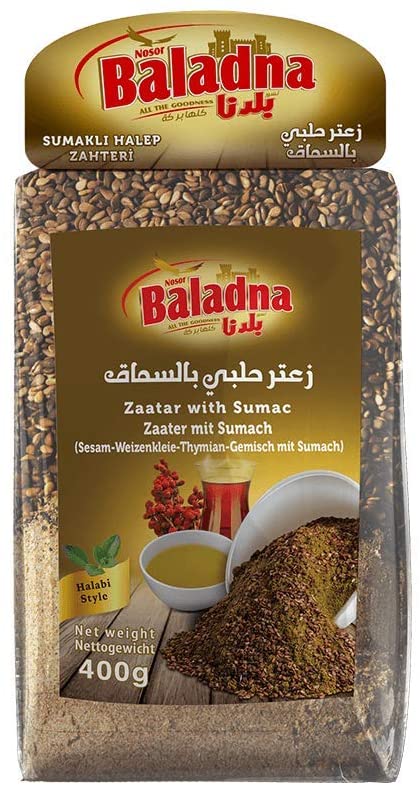 Nosor
Baladna
نسور
ALL THE GOODNESS كلها بركة
بلدنا
SUMAKLI HALEP
ZAHTERİ
زعتر حلبي
بالسماق
Nosor
Baladna
ALL THE GOODNESS كلها بركة
بلدنا
زعتر حلبي بالسماق
Zaatar with Sumac
Zaater mit Sumach
(Sesam-Weizenkleie-Thymian-Gemisch mit Sumach)
Halabi
Style
Net weight
Nettogewicht
400g